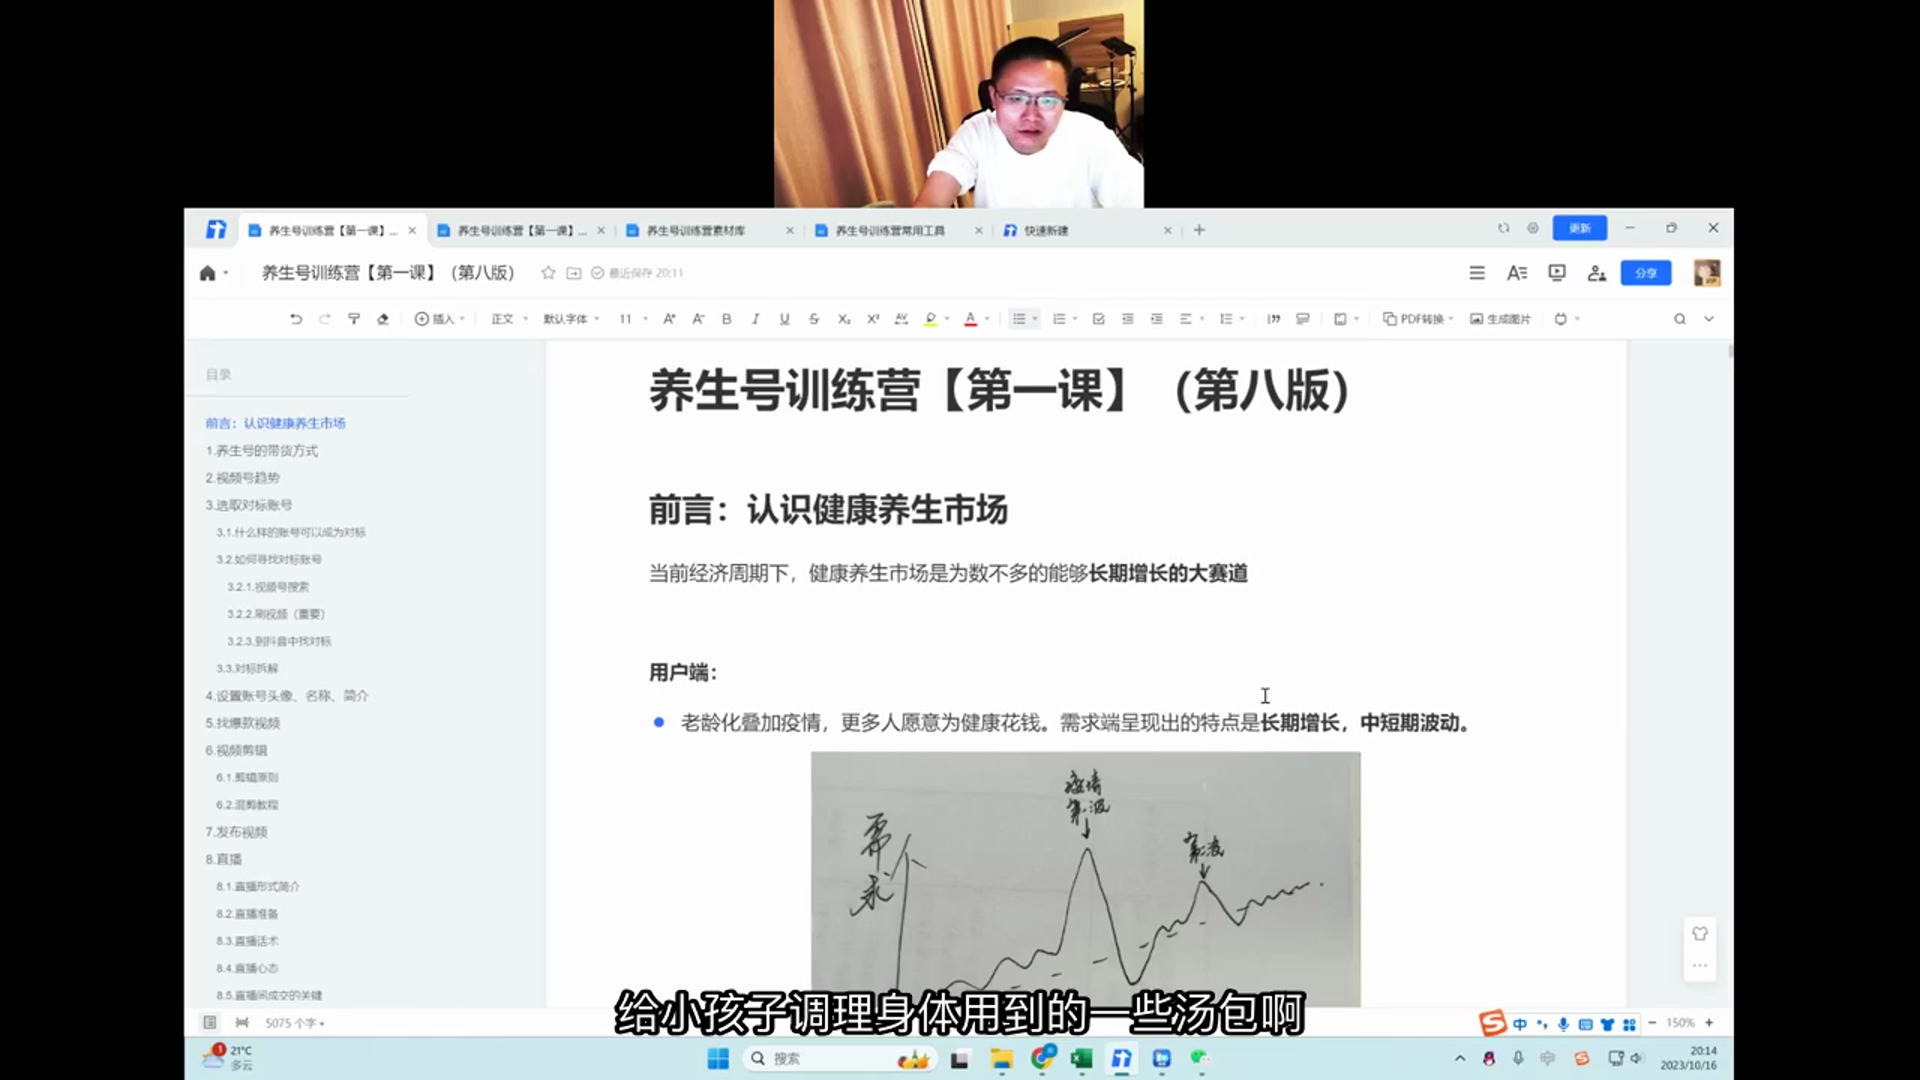 养生号训练营【第一课】...
养生号训练营【第一课】...
养生号训练营素材库
养生号训练营常用工具
快速新建
更新
养生号训练营【第一课】（第八版）
最近保存 20:11
分享
插入
正文
默认字体
11
PDF转换
生成图片
目录
前言：认识健康养生市场
1.养生号的带货方式
2.视频号趋势
3.选取对标账号
3.1.什么样的账号可以成为对标
3.2.如何寻找对标账号
3.2.1.视频号搜索
3.2.2.刷视频（重要）
3.2.3.到抖音中找对标
3.3.对标拆解
4.设置账号头像、名称、简介
5.找爆款视频
6.视频剪辑
6.1.剪辑原则
6.2.混剪教程
7.发布视频
8.直播
8.1.直播形式简介
8.2.直播准备
8.3.直播话术
8.4.直播心态
8.5.直播间成交的关键
养生号训练营【第一课】（第八版）
前言：认识健康养生市场
当前经济周期下，健康养生市场是为数不多的能够长期增长的大赛道
用户端：
老龄化叠加疫情，更多人愿意为健康花钱。需求端呈现出的特点是长期增长，中短期波动。
疫情
第一波
第二波
需求
给小孩子调理身体用到的一些汤包啊
5075 个字
中
150%
1
21°C
多云
搜索
中
20:14
2023/10/16